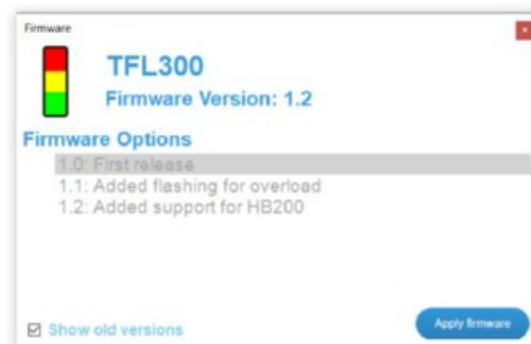 Firmware
TFL300
Firmware Version: 1.2
Firmware Options
1.0: First release
1.1: Added flashing for overload
1.2: Added support for HB200
Show old versions
Apply firmware